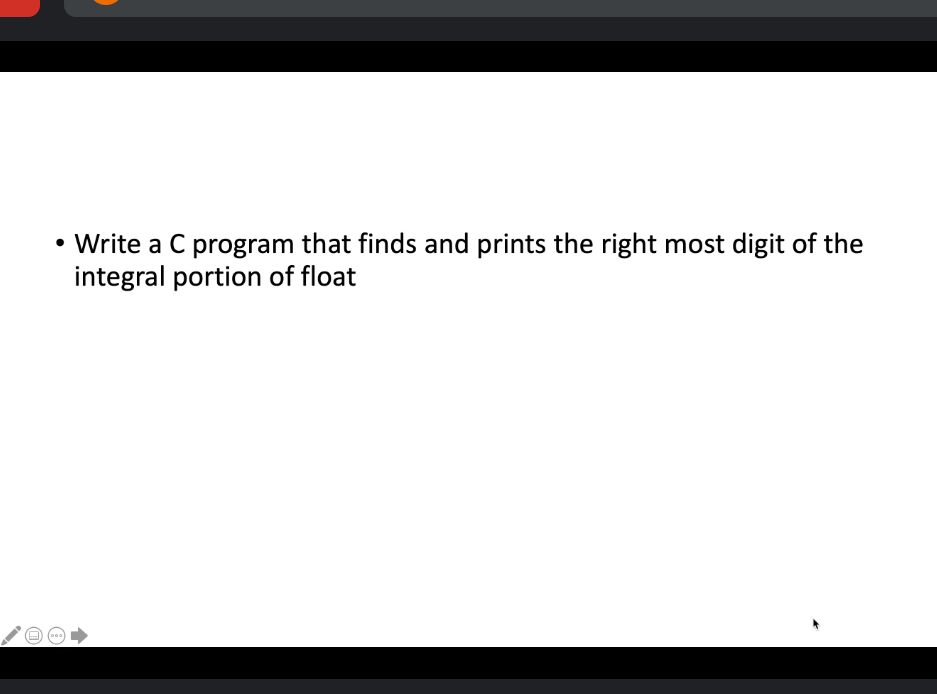 • Write a C program that finds and prints the right most digit of the
integral portion of float